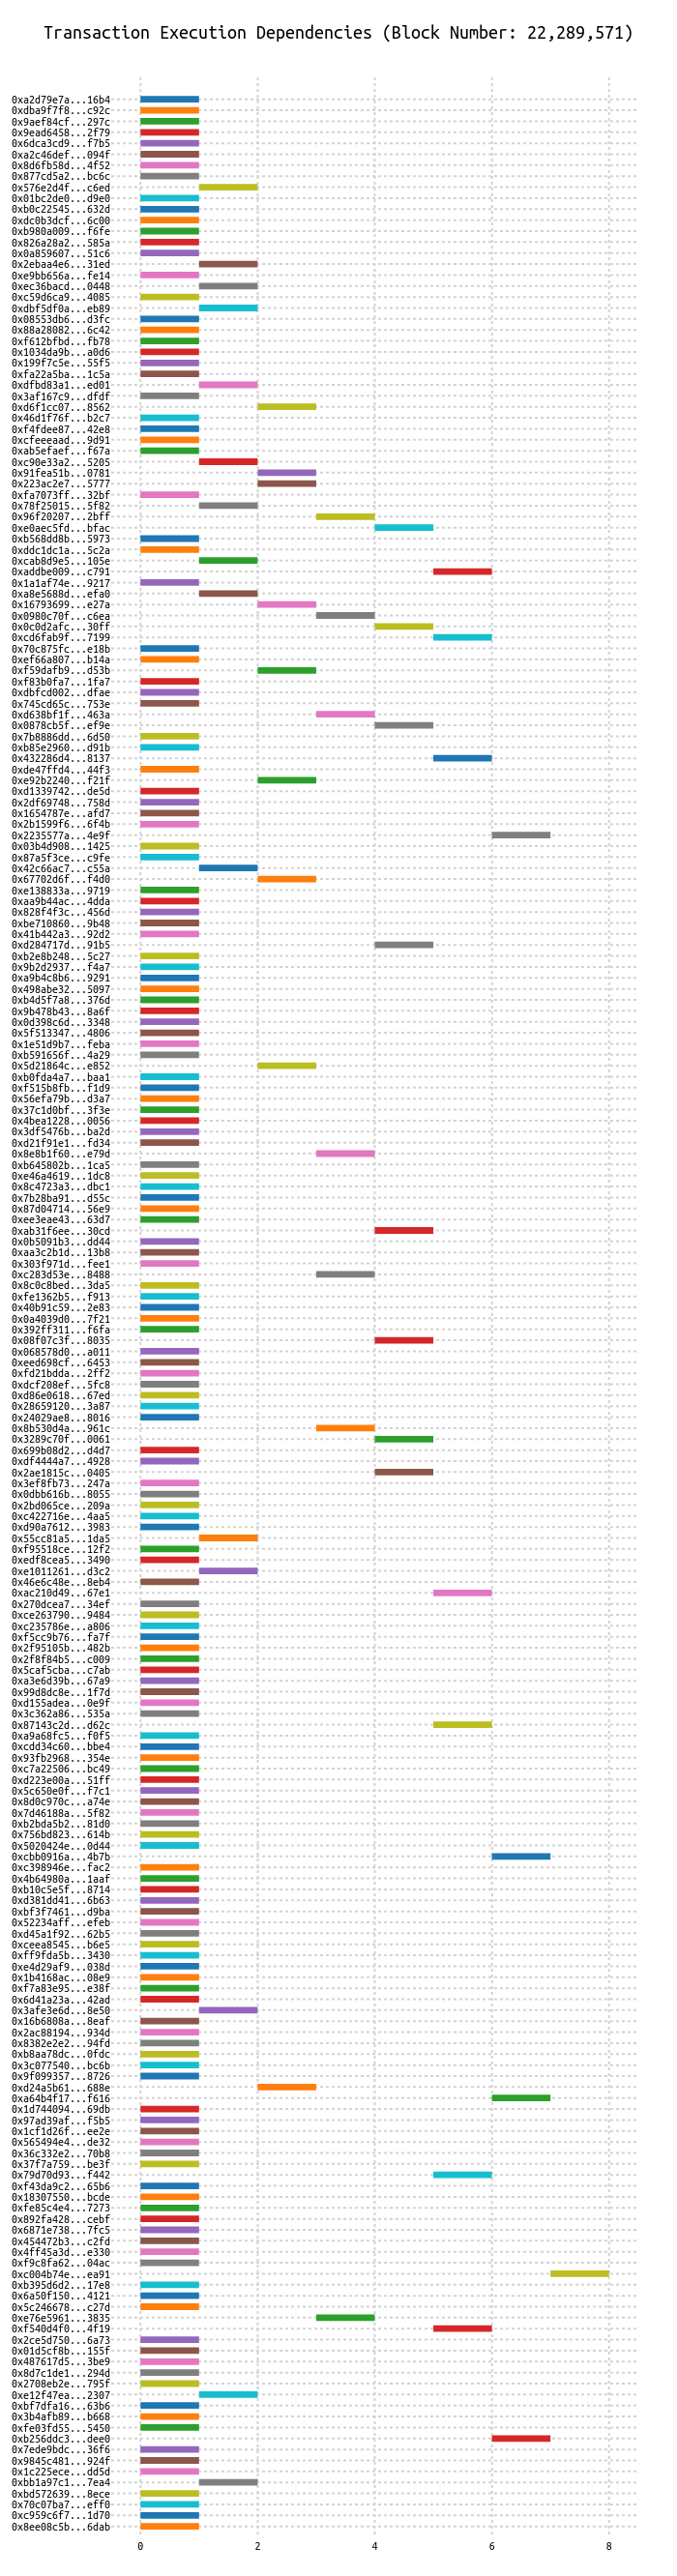 Transaction Execution Dependencies (Block Number: 22,289,571)
0xa2d79e7a...16b4
0xdba9f7f8...c92c
0x9aef84cf...297c
0x9ead6458...2f79
0x6dca3cd9...f7b5
0xa2c46def...094f
0x8d6fb58d...4f52
0x877cd5a2...bc6c
0x576e2d4f...c6ed
0x01bc2de0...d9e0
0xb0c22545...632d
0xdc0b3dcf...6c00
0xb980a009...f6fe
0x826a28a2...585a
0x0a859607...51c6
0x2ebaa4e6...31ed
0xe9bb656a...fe14
0xec36bacd...0448
0xc59d6ca9...4085
0xdbf5df0a...eb89
0x08553db6...d3fc
0x88a28082...6c42
0xf612bfbd...fb78
0x1034da9b...a0d6
0x199f7c5e...55f5
0xfa22a5ba...1c5a
0xdfbd83a1...ed01
0x3af167c9...dfdf
0xd6f1cc07...8562
0x46d1f76f...b2c7
0xf4fdee87...42e8
0xcfeeeaad...9d91
0xab5efaef...f67a
0xc90e33a2...5205
0x91fea51b...0781
0x223ac2e7...5777
0xfa7073ff...32bf
0x78f25015...5f82
0x96f20207...2bff
0xe0aec5fd...bfac
0xb568dd8b...5973
0xddc1dc1a...5c2a
0xcab8d9e5...105e
0xaddbe009...c791
0x1a1af74e...9217
0xa8e5688d...efa0
0x16793699...e27a
0x0980c70f...c6ea
0x0c0d2afc...30ff
0xcd6fab9f...7199
0x70c875fc...e18b
0xef66a807...b14a
0xf59dafb9...d53b
0xf83b0fa7...1fa7
0xdbfcd002...dfae
0x745cd65c...753e
0xd638bf1f...463a
0x0878cb5f...ef9e
0x7b8886dd...6d50
0xb85e2960...d91b
0x432286d4...8137
0xde47ffd4...44f3
0xe92b2240...f21f
0xd1339742...de5d
0x2df69748...758d
0x1654787e...afd7
0x2b1599f6...6f4b
0x2235577a...4e9f
0x03b4d908...1425
0x87a5f3ce...c9fe
0x42c66ac7...c55a
0x67702d6f...f4d0
0xe138833a...9719
0xaa9b44ac...4dda
0x828f4f3c...456d
0xbe710860...9b48
0x41b442a3...92d2
0xd284717d...91b5
0xb2e8b248...5c27
0x9b2d2937...f4a7
0xa9b4c8b6...9291
0x498abe32...5097
0xb4d5f7a8...376d
0x9b478b43...8a6f
0x0d398c6d...3348
0x5f513347...4806
0x1e51d9b7...feba
0xb591656f...4a29
0x5d21864c...e852
0xb0fda4a7...baa1
0xf515b8fb...f1d9
0x56efa79b...d3a7
0x37c1d0bf...3f3e
0x4bea1228...0056
0x3df5476b...ba2d
0xd21f91e1...fd34
0x8e8b1f60...e79d
0xb645802b...1ca5
0xe46a4619...1dc8
0x8c4723a3...dbc1
0x7b28ba91...d55c
0x87d04714...56e9
0xee3eae43...63d7
0xab31f6ee...30cd
0x0b5091b3...dd44
0xaa3c2b1d...13b8
0x303f971d...fee1
0xc283d53e...8488
0x8c0c8bed...3da5
0xfe1362b5...f913
0x40b91c59...2e83
0x0a4039d0...7f21
0x392ff311...f6fa
0x08f07c3f...8035
0x068578d0...a011
0xeed698cf...6453
0xfd21bdda...2ff2
0xdcf208ef...5fc8
0xd86e0618...67ed
0x28659120...3a87
0x24029ae8...8016
0x8b530d4a...961c
0x3289c70f...0061
0x699b08d2...d4d7
0xdf4444a7...4928
0x2ae1815c...0405
0x3ef8fb73...247a
0x0dbb616b...8055
0x2bd065ce...209a
0xc422716e...4aa5
0xd90a7612...3983
0x55cc81a5...1da5
0xf95518ce...12f2
0xedf8cea5...3490
0xe1011261...d3c2
0x46e6c48e...8eb4
0xac210d49...67e1
0x270dcea7...34ef
0xce263790...9484
0xc235786e...a806
0xf5cc9b76...fa7f
0x2f95105b...482b
0x2f8f84b5...c009
0x5caf5cba...c7ab
0xa3e6d39b...67a9
0x99d8dc8e...1f7d
0xd155adea...0e9f
0x3c362a86...535a
0x87143c2d...d62c
0xa9a68fc5...f0f5
0xcdd34c60...bbe4
0x93fb2968...354e
0xc7a22506...bc49
0xd223e00a...51ff
0x5c650e0f...f7c1
0x8d0c970c...a74e
0x7d46188a...5f82
0xb2bda5b2...81d0
0x756bd823...614b
0x5020424e...0d44
0xcbb0916a...4b7b
0xc398946e...fac2
0x4b64980a...1aaf
0xb10c5e5f...8714
0xd381dd41...6b63
0xbf3f7461...d9ba
0x52234aff...efeb
0xd45a1f92...62b5
0xceea8545...b6e5
0xff9fda5b...3430
0xe4d29af9...038d
0x1b4168ac...08e9
0xf7a83e95...e38f
0x6d41a23a...42ad
0x3afe3e6d...8e50
0x16b6808a...8eaf
0x2ac88194...934d
0x8382e2e2...94fd
0xb8aa78dc...0fdc
0x3c077540...bc6b
0x9f099357...8726
0xd24a5b61...688e
0xa64b4f17...f616
0x1d744094...69db
0x97ad39af...f5b5
0x1cf1d26f...ee2e
0x565494e4...de32
0x36c332e2...70b8
0x37f7a759...be3f
0x79d70d93...f442
0xf43da9c2...65b6
0x18307550...bcde
0xfe85c4e4...7273
0x892fa428...cebf
0x6871e738...7fc5
0x454472b3...c2fd
0x4ff45a3d...e330
0xf9c8fa62...04ac
0xc004b74e...ea91
0xb395d6d2...17e8
0x6a50f150...4121
0x5c246678...c27d
0xe76e5961...3835
0xf540d4f0...4f19
0x2ce5d750...6a73
0x01d5cf8b...155f
0x487617d5...3be9
0x8d7c1de1...294d
0x2708eb2e...795f
0xe12f47ea...2307
0xbf7dfa16...63b6
0x3b4afb89...b668
0xfe03fd55...5450
0xb256ddc3...dee0
0x7ede9bdc...36f6
0x9845c481...924f
0x1c225ece...dd5d
0xbb1a97c1...7ea4
0xbd572639...8ece
0x70c07ba7...eff0
0xc959c6f7...1d70
0x8ee08c5b...6dab
0 2 4 6 8